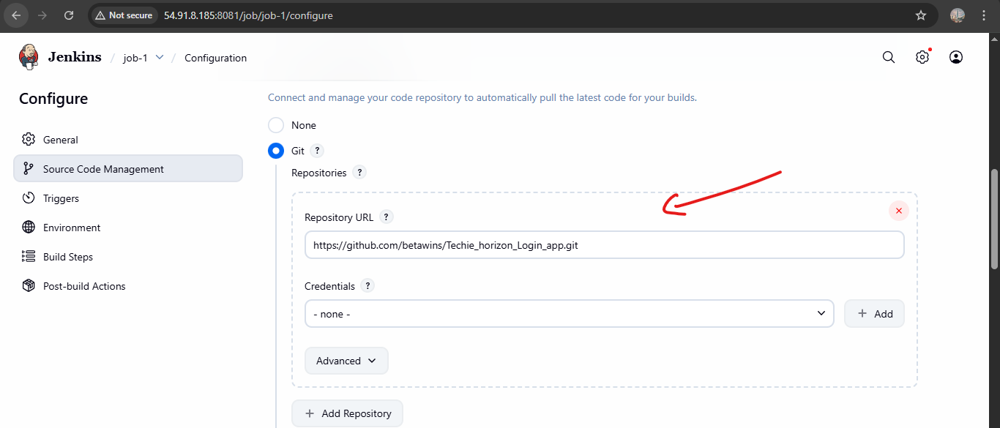 Not secure 54.91.8.185:8081/job/job-1/configure
Jenkins / job-1 / Configuration
Configure
General
Source Code Management
Triggers
Environment
Build Steps
Post-build Actions
Connect and manage your code repository to automatically pull the latest code for your builds.
None
Git ?
Repositories ?
Repository URL ?
https://github.com/betawins/Techie_horizon_Login_app.git
Credentials ?
- none -
+ Add
Advanced
+ Add Repository